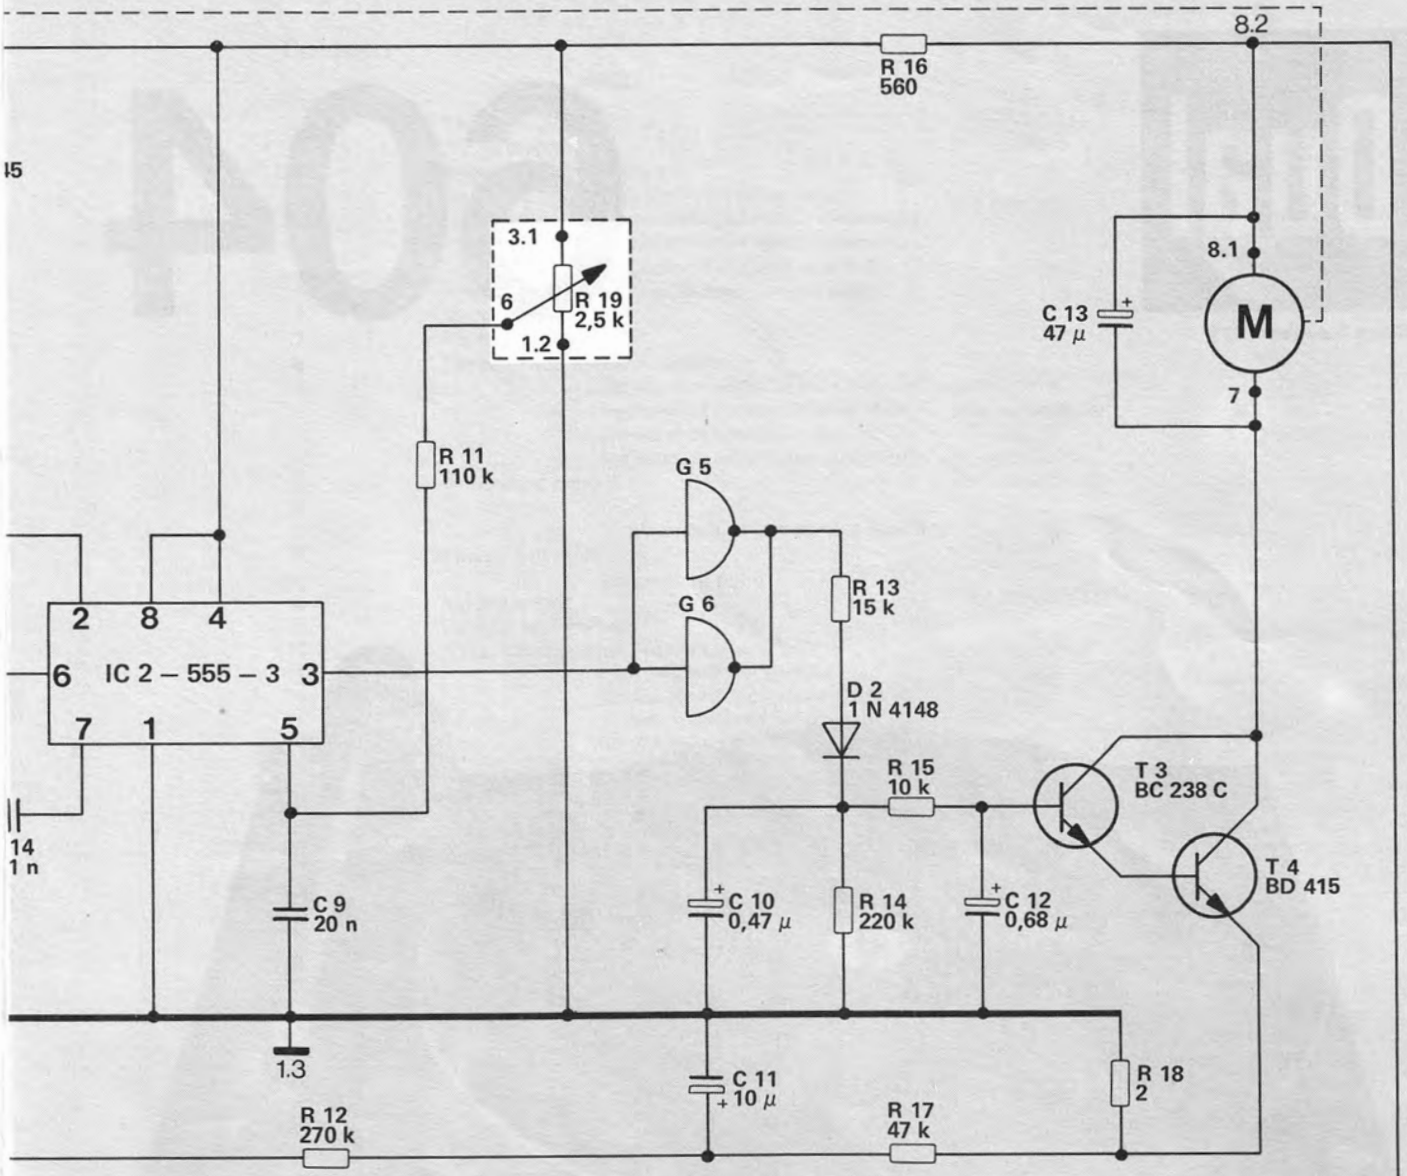 8.2
R 16
560
45
3.1
6
R 19
2,5 k
1.2
8.1
C 13
+
47 μ
M
7
R 11
110 k
G 5
R 13
15 k
G 6
2 8 4
6 IC 2 – 555 – 3 3
7 1 5
D 2
1 N 4148
R 15
10 k
T 3
BC 238 C
14
1 n
T 4
BD 415
C 9
20 n
+
C 10
0,47 μ
R 14
220 k
+
C 12
0,68 μ
1.3
C 11
+ 10 μ
R 18
2
R 12
270 k
R 17
47 k
504